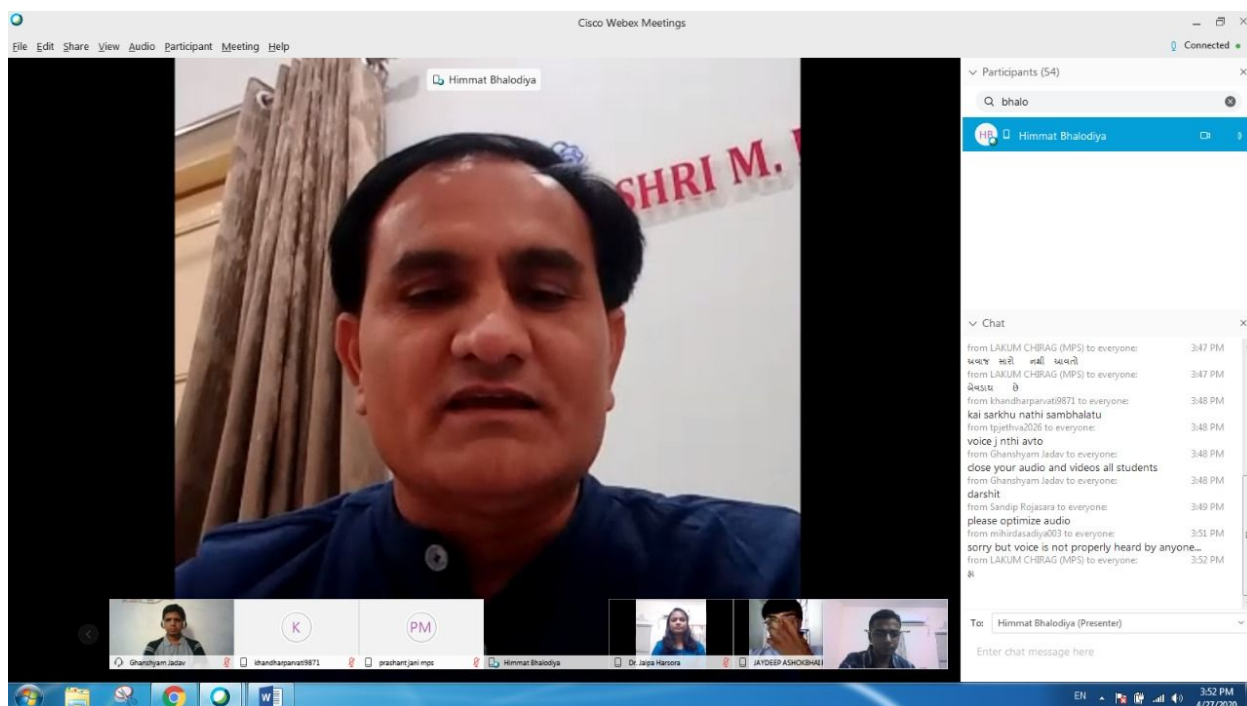 Cisco Webex Meetings
File Edit Share View Audio Participant Meeting Help
Connected
Himmat Bhalodiya
SHRI M.
Participants (54)
bhalo
HB Himmat Bhalodiya
Chat
from LAKUM CHIRAG (MPS) to everyone: 3:47 PM
અવાજ સારો નથી આવતો
from LAKUM CHIRAG (MPS) to everyone: 3:47 PM
બેવડાય છે
from khandharparvati9871 to everyone: 3:48 PM
kai sarkhu nathi sambhalatu
from tpjethva2026 to everyone: 3:48 PM
voice j nthi avto
from Ghanshyam Jadav to everyone: 3:48 PM
close your audio and videos all students
from Ghanshyam Jadav to everyone: 3:48 PM
darshit
from Sandip Rojasara to everyone: 3:49 PM
please optimize audio
from mihirdasadiya003 to everyone: 3:51 PM
sorry but voice is not properly heard by anyone...
from LAKUM CHIRAG (MPS) to everyone: 3:52 PM
હા
To: Himmat Bhalodiya (Presenter)
Enter chat message here
K
PM
Ghanshyam Jadav
khandharparvati9871
prashant jani mps
Himmat Bhalodiya
Dr. Jalpa Harsora
JAYDEEP ASHOKBHAI
EN
3:52 PM
4/27/2020